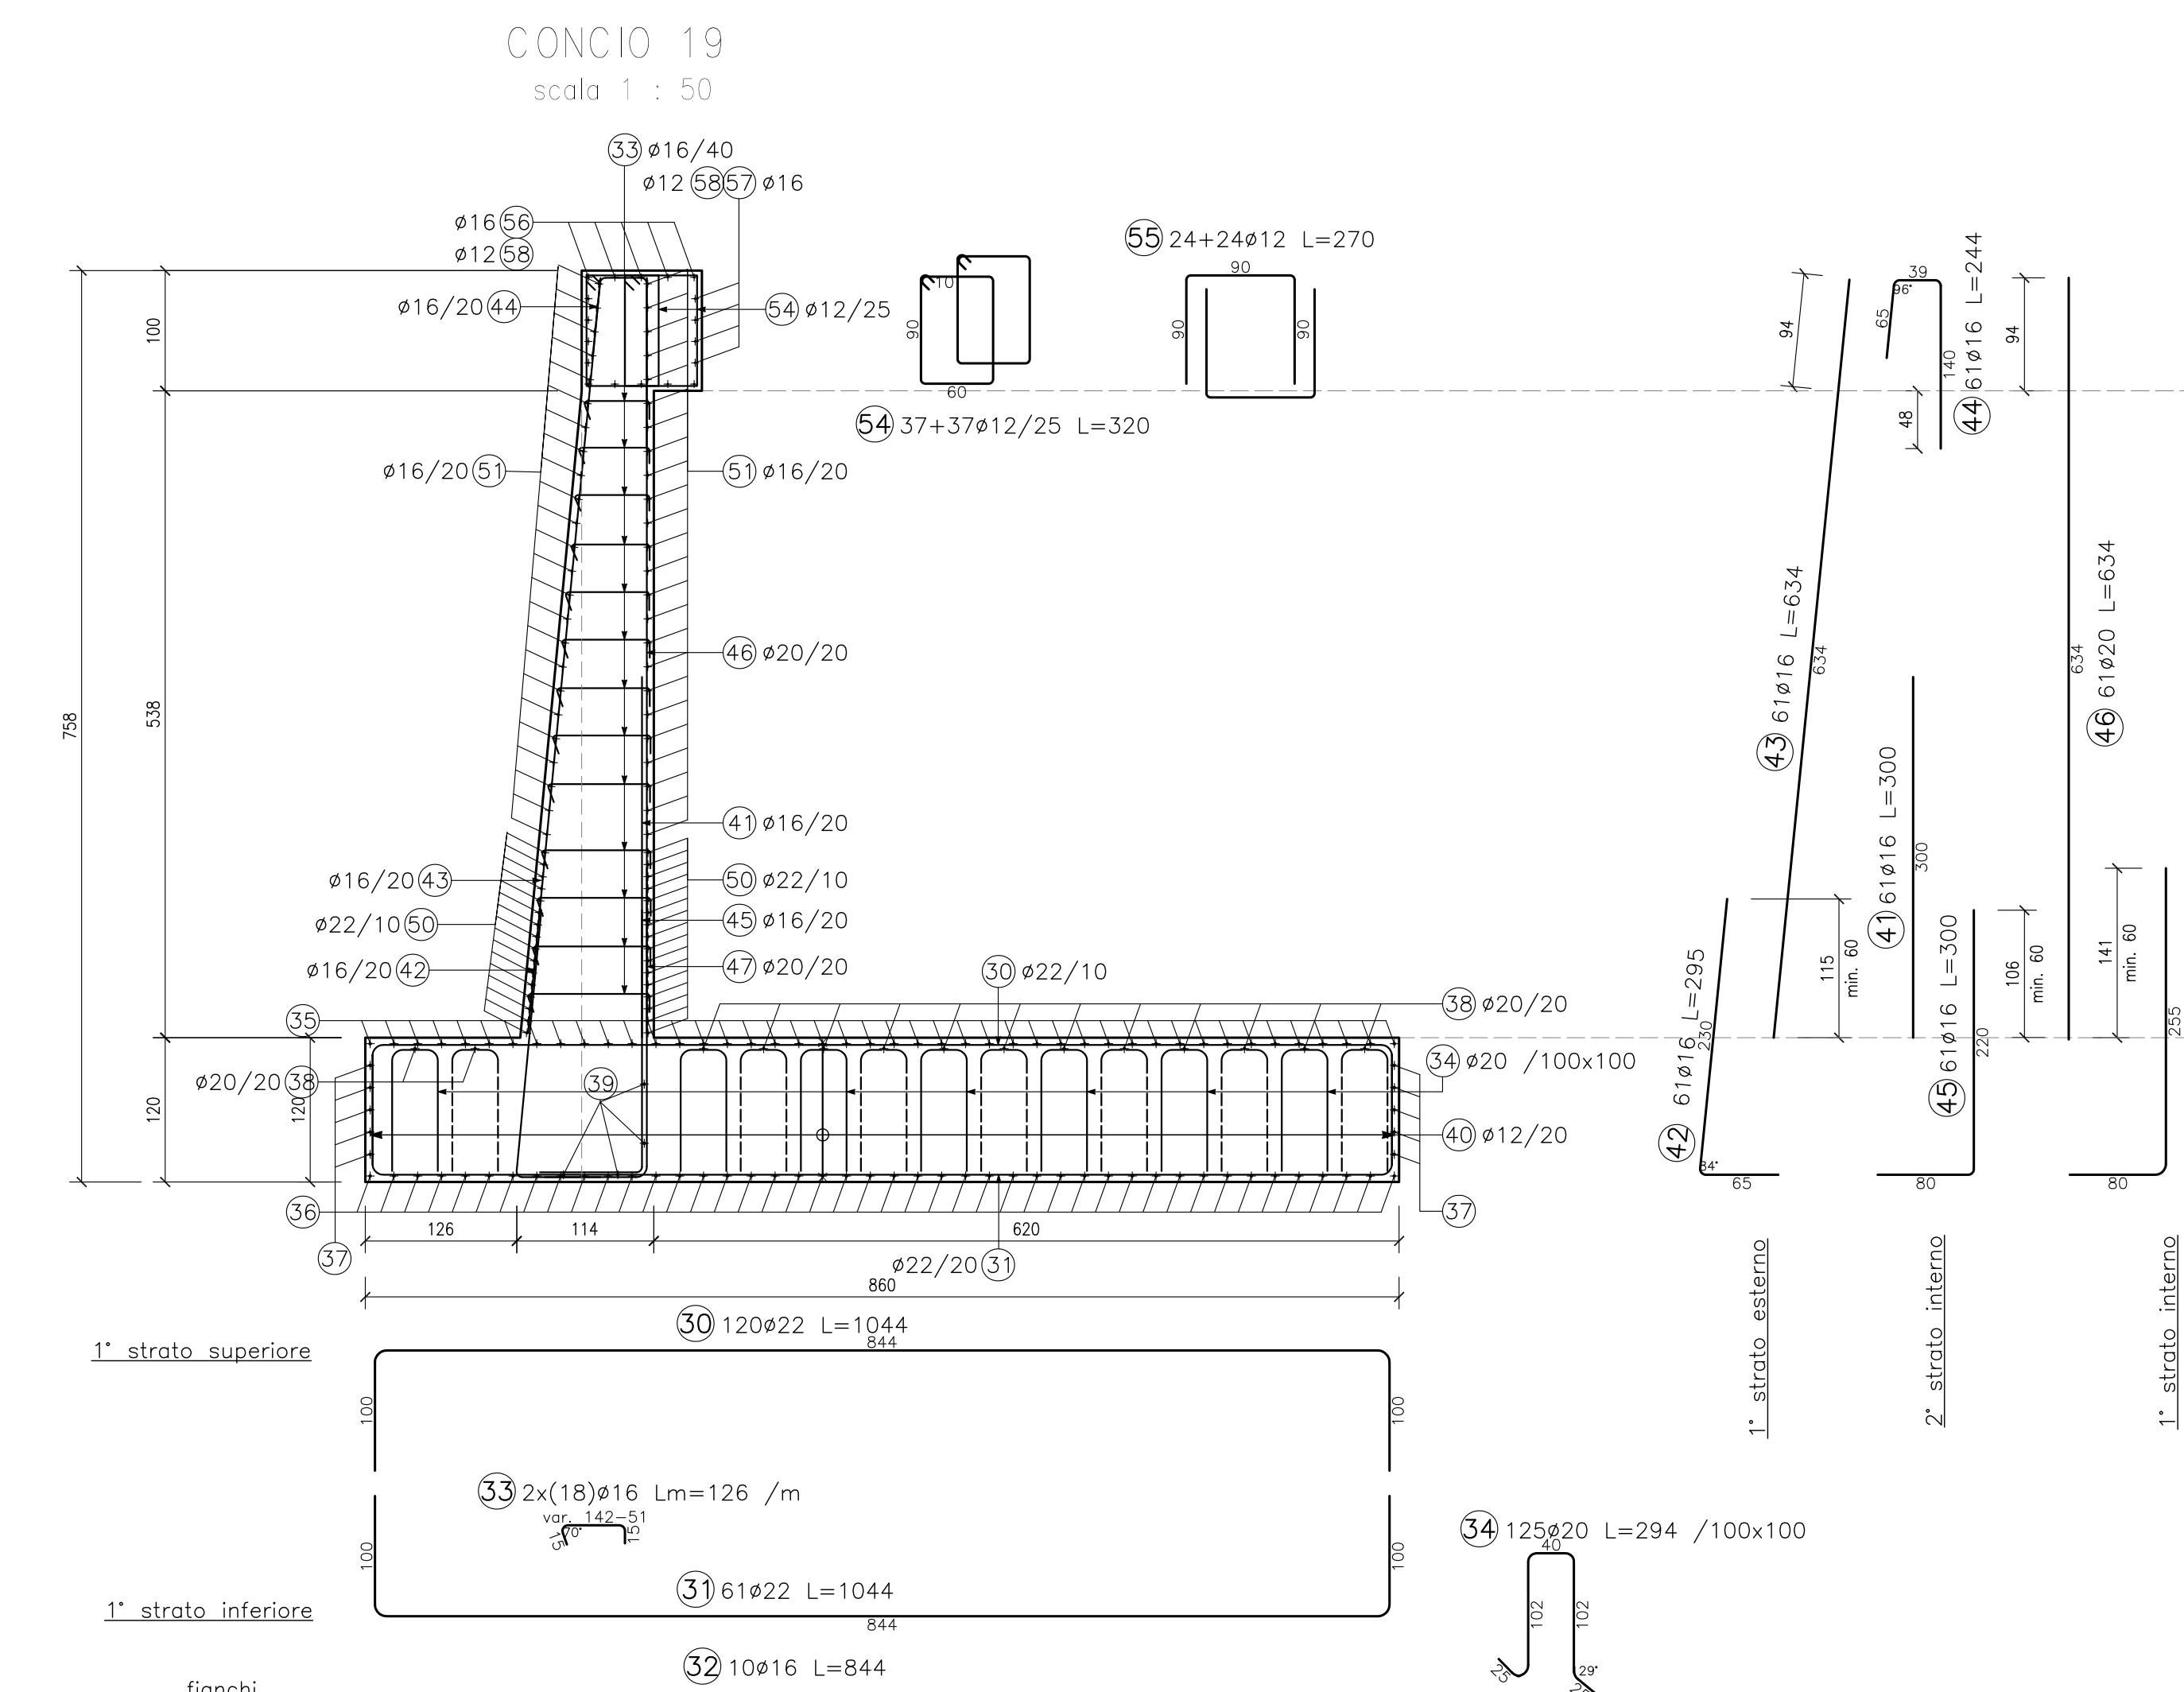 CONCIO 19
scala 1 : 50
33 ø16/40
ø12 58 57 ø16
ø16 56
ø12 58
ø16/20 44
54 ø12/25
ø16/20 51
51 ø16/20
46 ø20/20
41 ø16/20
ø16/20 43
50 ø22/10
ø22/10 50
45 ø16/20
ø16/20 42
47 ø20/20
30 ø22/10
38 ø20/20
35
34 ø20 /100x100
ø20/20 38
39
40 ø12/20
36
37
37
ø22/20 31
758
100
538
120
120
126
114
620
860
10
90
60
54 37+37ø12/25 L=320
55 24+24ø12 L=270
90
90
90
94
43 61ø16 L=634
634
42 61ø16 L=295
230
84°
65
115
min. 60
39
96°
65
140
48
44 61ø16 L=244
41 61ø16 L=300
300
45 61ø16 L=300
220
80
94
106
min. 60
46 61ø20 L=634
634
141
min. 60
255
80
1° strato esterno
2° strato interno
1° strato interno
30 120ø22 L=1044
844
1° strato superiore
100
100
33 2x(18)ø16 Lm=126 /m
var. 142-51
15
70°
15
100
100
31 61ø22 L=1044
844
1° strato inferiore
32 10ø16 L=844
fianchi
34 125ø20 L=294 /100x100
40
102
102
25
29°